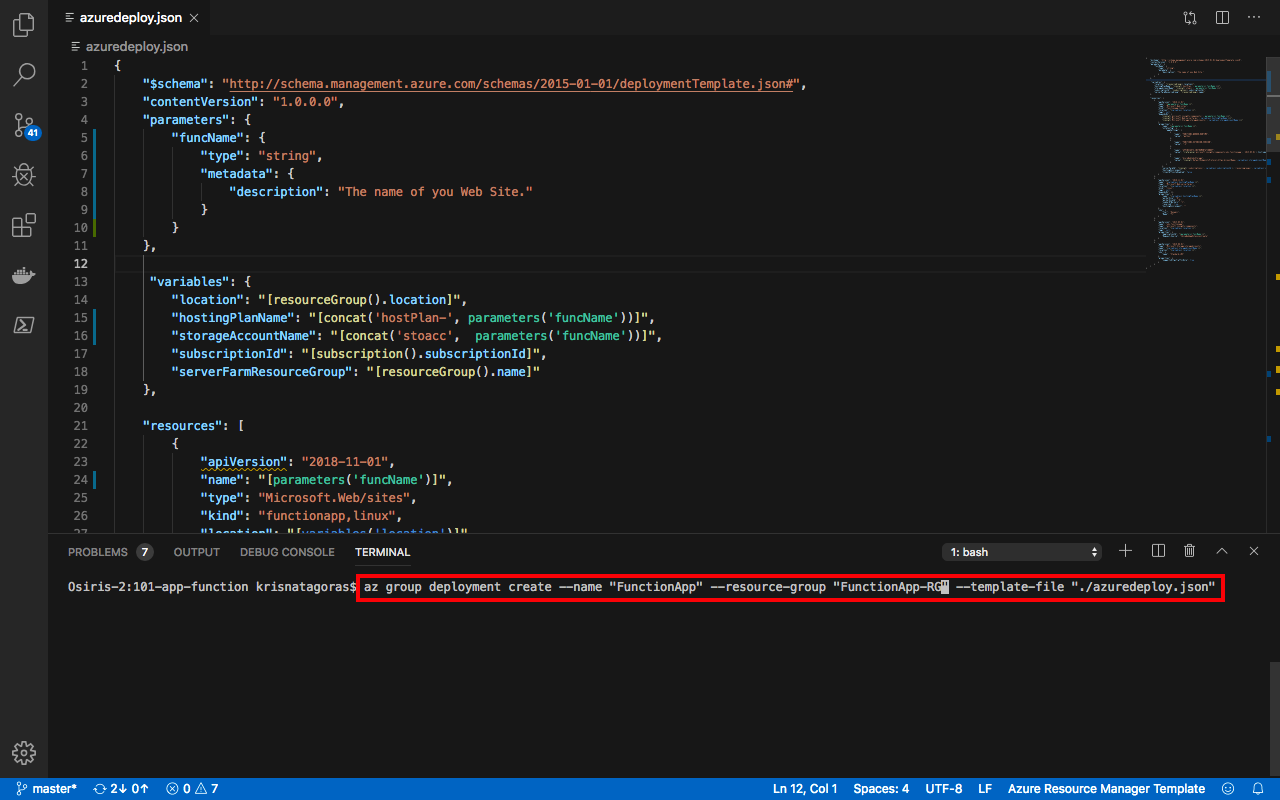 azuredeploy.json
azuredeploy.json
1 {
2 "$schema": "http://schema.management.azure.com/schemas/2015-01-01/deploymentTemplate.json#",
3 "contentVersion": "1.0.0.0",
4 "parameters": {
5 "funcName": {
6 "type": "string",
7 "metadata": {
8 "description": "The name of you Web Site."
9 }
10 }
11 },
12
13 "variables": {
14 "location": "[resourceGroup().location]",
15 "hostingPlanName": "[concat('hostPlan-', parameters('funcName'))]",
16 "storageAccountName": "[concat('stoacc',  parameters('funcName'))]",
17 "subscriptionId": "[subscription().subscriptionId]",
18 "serverFarmResourceGroup": "[resourceGroup().name]"
19 },
20
21 "resources": [
22 {
23 "apiVersion": "2018-11-01",
24 "name": "[parameters('funcName')]",
25 "type": "Microsoft.Web/sites",
26 "kind": "functionapp,linux",
27 "location": "[variables('location')]"
41
PROBLEMS 7 OUTPUT DEBUG CONSOLE TERMINAL 1: bash
Osiris-2:101-app-function krisnatagoras$ az group deployment create --name "FunctionApp" --resource-group "FunctionApp-RG" --template-file "./azuredeploy.json"
master* 2↓ 0↑ 0 7 Ln 12, Col 1 Spaces: 4 UTF-8 LF Azure Resource Manager Template